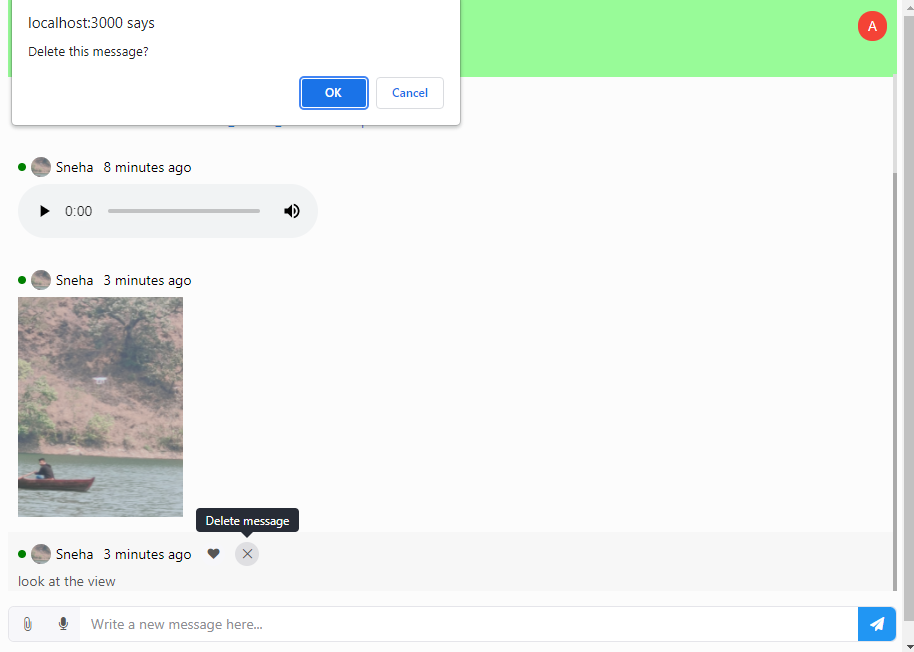 localhost:3000 says
Delete this message?
OK
Cancel
A
Sneha 8 minutes ago
0:00
Sneha 3 minutes ago
Delete message
Sneha 3 minutes ago
look at the view
Write a new message here...